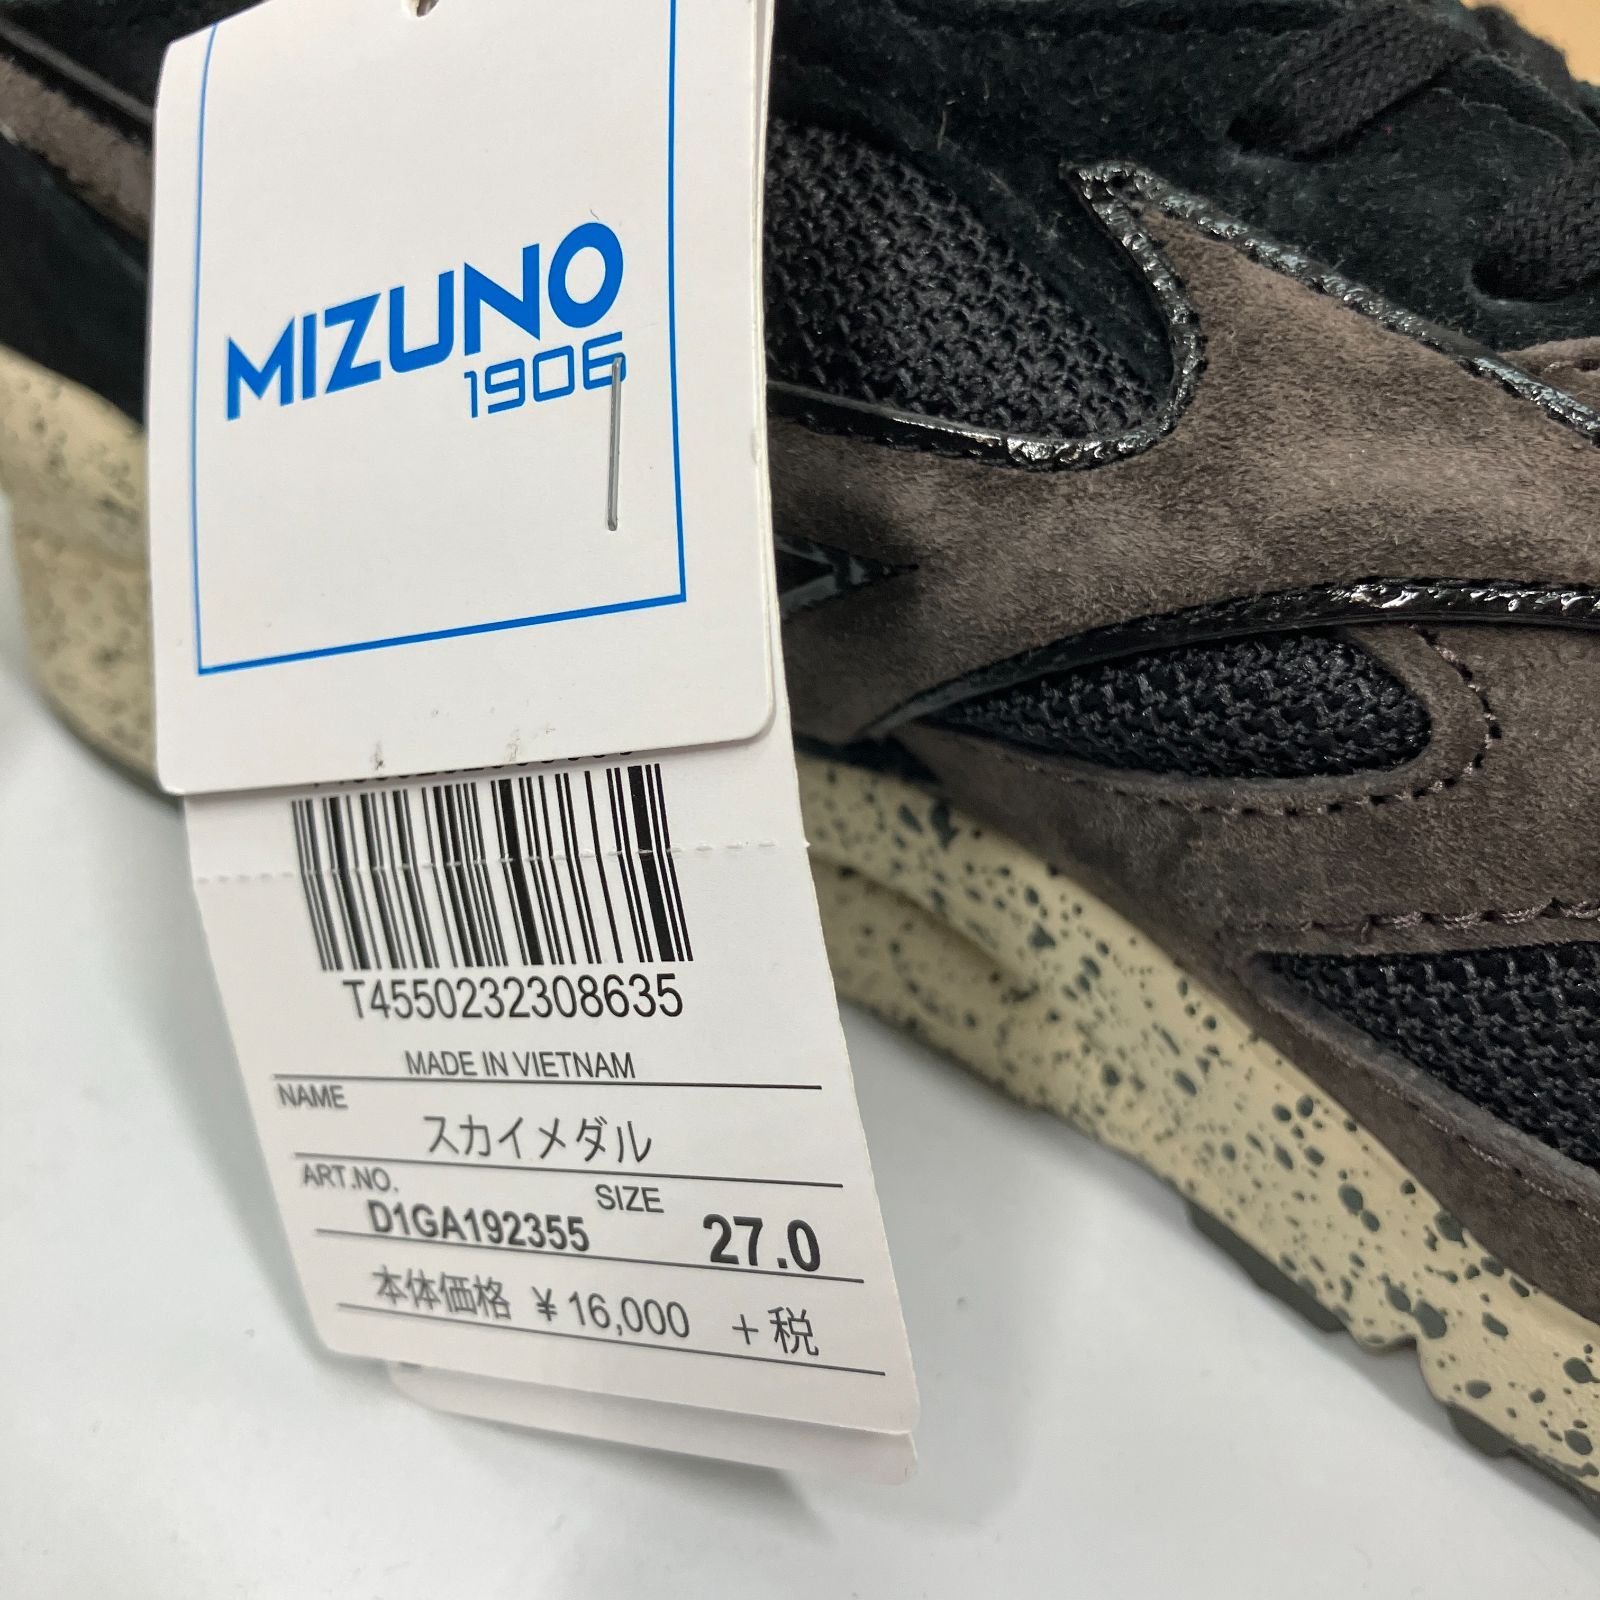 MIZUNO
1906
T4550232308635
MADE IN VIETNAM
NAME
スカイメダル
ART.NO.
SIZE
D1GA192355
27.0
本体価格 ¥16,000 +税